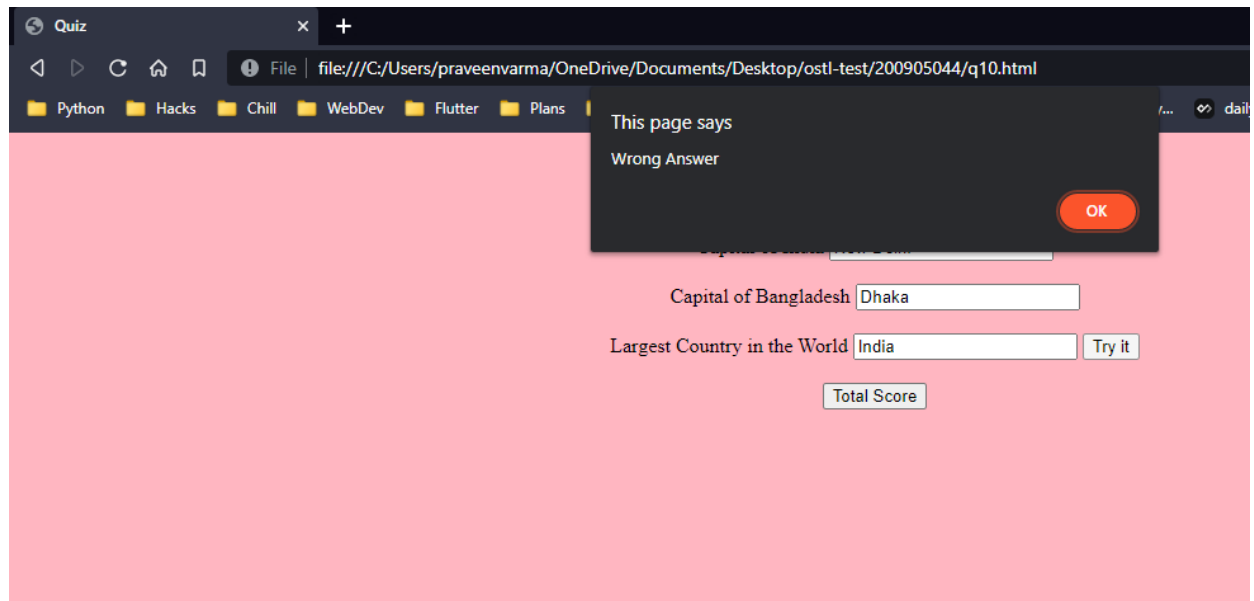 Quiz
File file:///C:/Users/praveenvarma/OneDrive/Documents/Desktop/ostl-test/200905044/q10.html
Python Hacks Chill WebDev Flutter Plans
This page says
Wrong Answer
OK
Capital of Bangladesh Dhaka
Largest Country in the World India Try it
Total Score